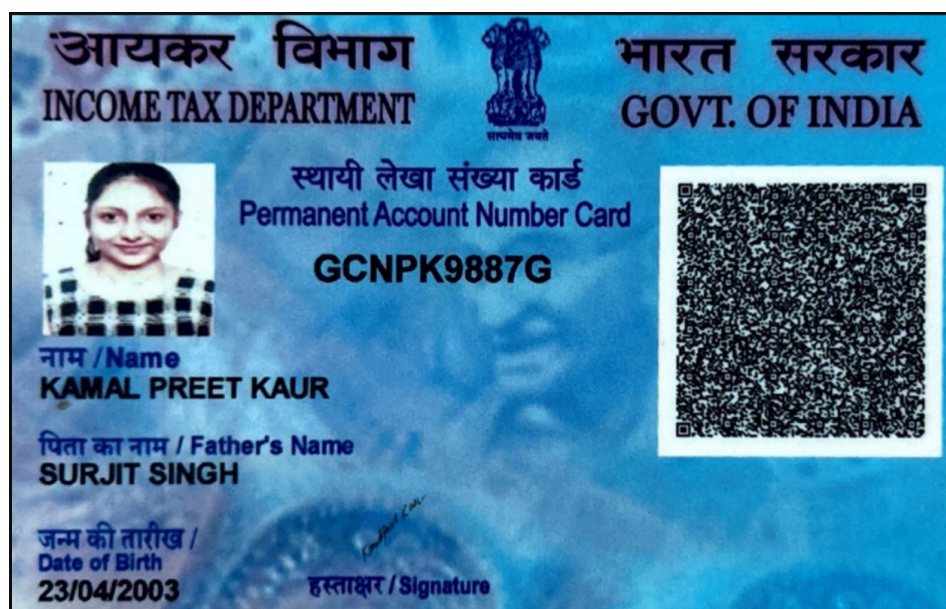 आयकर विभाग
INCOME TAX DEPARTMENT
सत्यमेव जयते
भारत सरकार
GOVT. OF INDIA
स्थायी लेखा संख्या कार्ड
Permanent Account Number Card
GCNPK9887G
नाम /Name
KAMAL PREET KAUR
पिता का नाम / Father's Name
SURJIT SINGH
जन्म की तारीख /
Date of Birth
23/04/2003
हस्ताक्षर / Signature